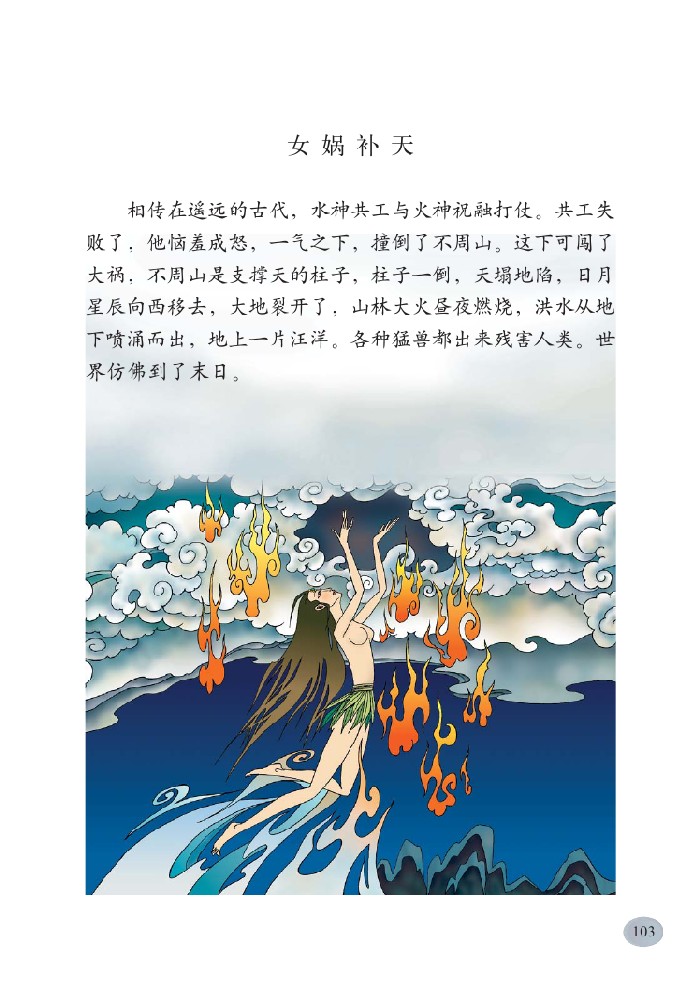 女娲补天
相传在遥远的古代，水神共工与火神祝融打仗。共工失
败了，他恼羞成怒，一气之下，撞倒了不周山。这下可闯了
大祸，不周山是支撑天的柱子，柱子一倒，天塌地陷，日月
星辰向西移去，大地裂开了，山林大火昼夜燃烧，洪水从地
下喷涌而出，地上一片汪洋。各种猛兽都出来残害人类。世
界仿佛到了末日。
103